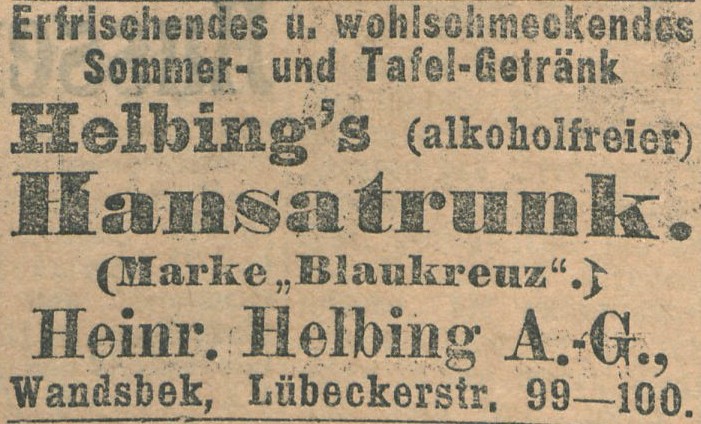 Erfrischendes u. wohlschmeckendes
Sommer- und Tafel-Getränk
Helbing's (alkoholfreier)
Hansatrunk.
(Marke „Blaukreuz“.)
Heinr. Helbing A.-G.,
Wandsbek, Lübeckerstr. 99—100.